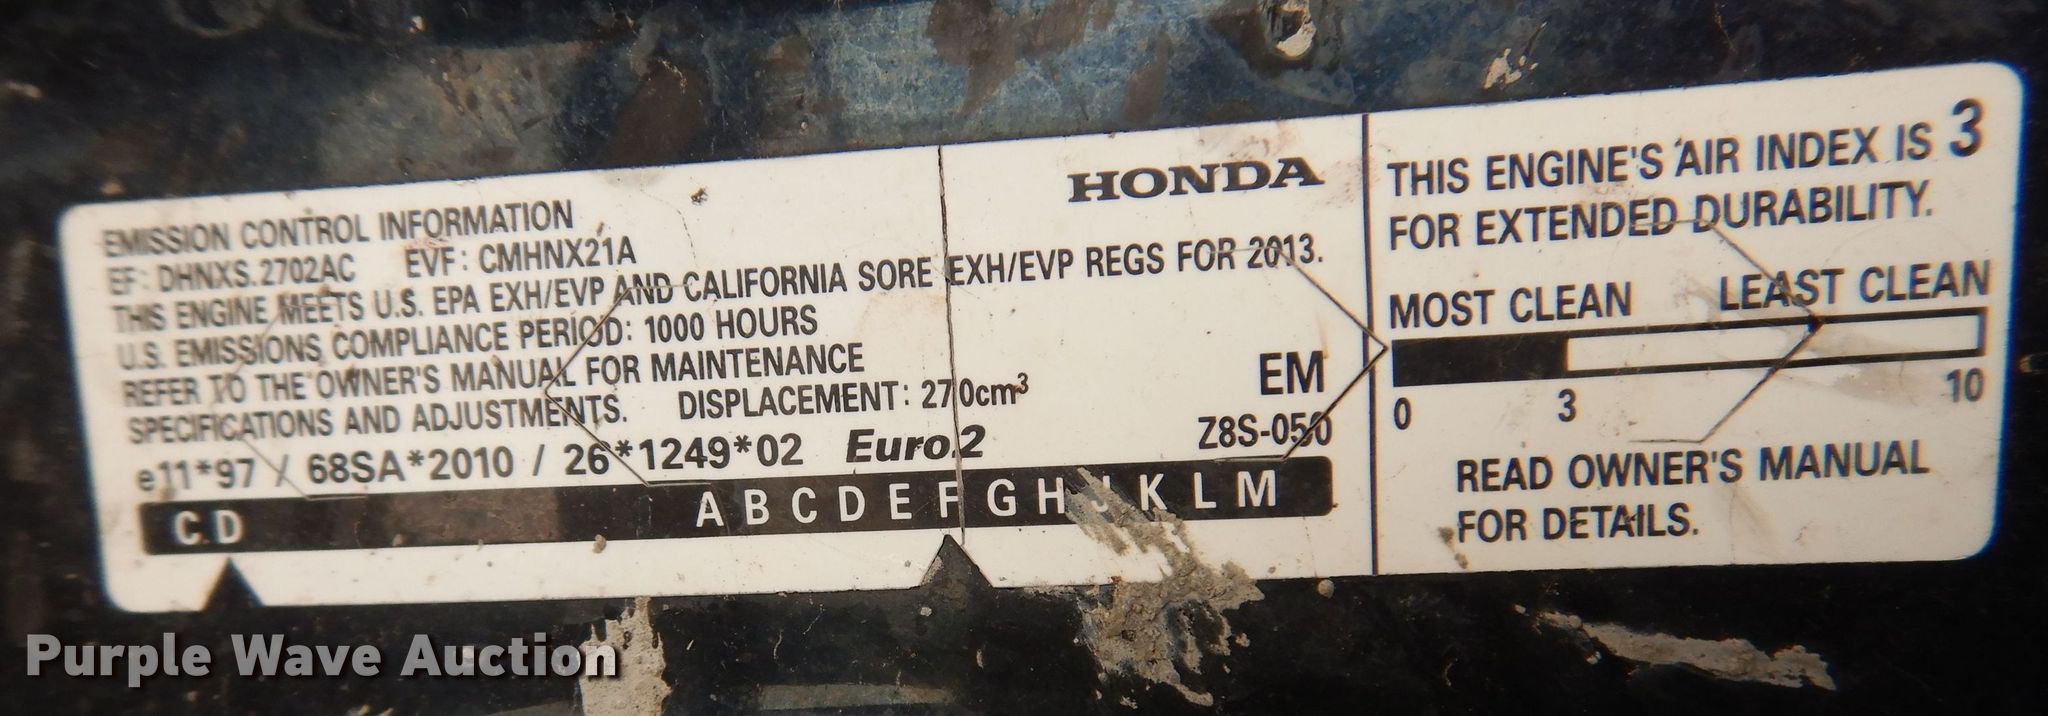 EMISSION CONTROL INFORMATION
EF: DHNXS.2702AC EVF: CMHNX21A
THIS ENGINE MEETS U.S. EPA EXH/EVP AND CALIFORNIA SORE EXH/EVP REGS FOR 2013.
U.S. EMISSIONS COMPLIANCE PERIOD: 1000 HOURS
REFER TO THE OWNER'S MANUAL FOR MAINTENANCE
SPECIFICATIONS AND ADJUSTMENTS. DISPLACEMENT: 270cm³
e11*97 / 68SA*2010 / 26*1249*02 Euro.2
C D A B C D E F G H J K L M
HONDA
EM
Z8S-050
THIS ENGINE'S AIR INDEX IS 3
FOR EXTENDED DURABILITY.
MOST CLEAN LEAST CLEAN
0 3 10
READ OWNER'S MANUAL
FOR DETAILS.
Purple Wave Auction